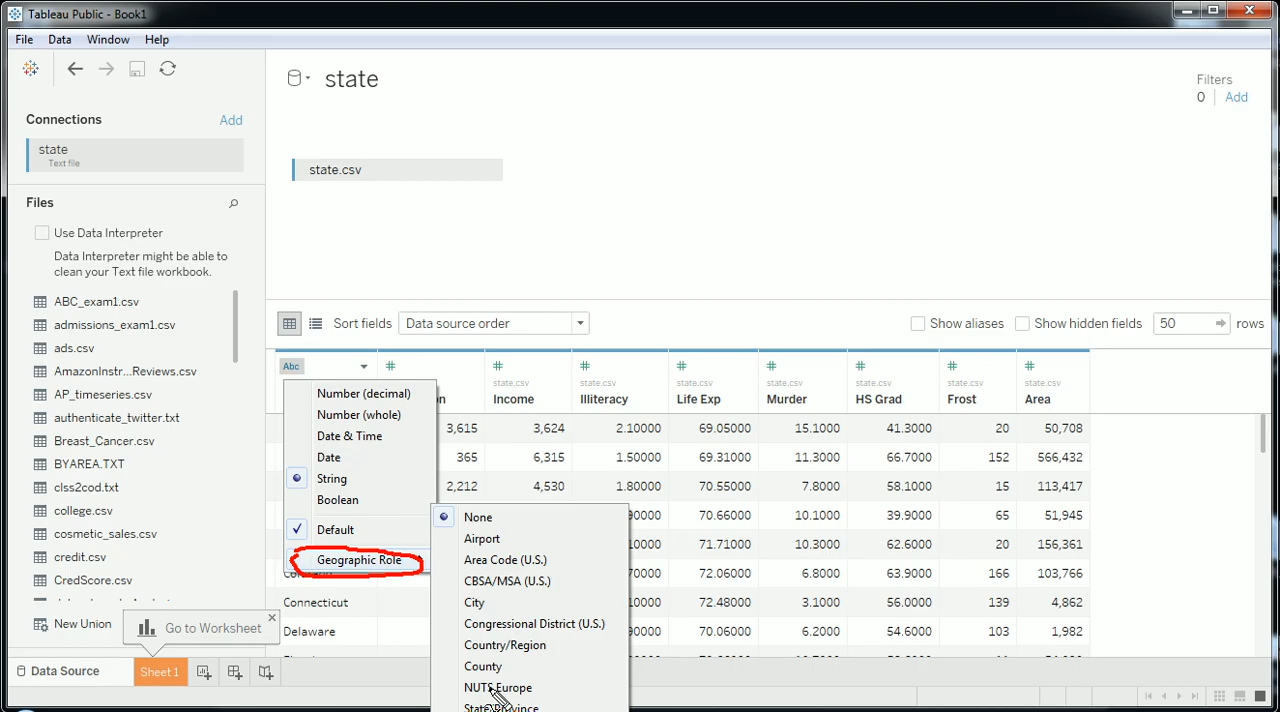 Tableau Public - Book1
File Data Window Help
Connections Add
state
Text file
Files
Use Data Interpreter
Data Interpreter might be able to
clean your Text file workbook.
ABC_exam1.csv
admissions_exam1.csv
ads.csv
AmazonInstr...Reviews.csv
AP_timeseries.csv
authenticate_twitter.txt
Breast_Cancer.csv
BYAREA.TXT
clss2cod.txt
college.csv
cosmetic_sales.csv
credit.csv
CredScore.csv
New Union
Go to Worksheet
Data Source Sheet 1
state
Filters
0 Add
state.csv
Sort fields Data source order Show aliases Show hidden fields 50 rows
Abc # # # # # # # #
state.csv state.csv state.csv state.csv state.csv state.csv state.csv
on Income Illiteracy Life Exp Murder HS Grad Frost Area
3,615 3,624 2.10000 69.05000 15.1000 41.3000 20 50,708
365 6,315 1.50000 69.31000 11.3000 66.7000 152 566,432
2,212 4,530 1.80000 70.55000 7.8000 58.1000 15 113,417
90000 70.66000 10.1000 39.9000 65 51,945
10000 71.71000 10.3000 62.6000 20 156,361
70000 72.06000 6.8000 63.9000 166 103,766
Connecticut 10000 72.48000 3.1000 56.0000 139 4,862
Delaware 90000 70.06000 6.2000 54.6000 103 1,982
Number (decimal)
Number (whole)
Date & Time
Date
String
Boolean
Default
Geographic Role
None
Airport
Area Code (U.S.)
CBSA/MSA (U.S.)
City
Congressional District (U.S.)
Country/Region
County
NUTS Europe
State/Province